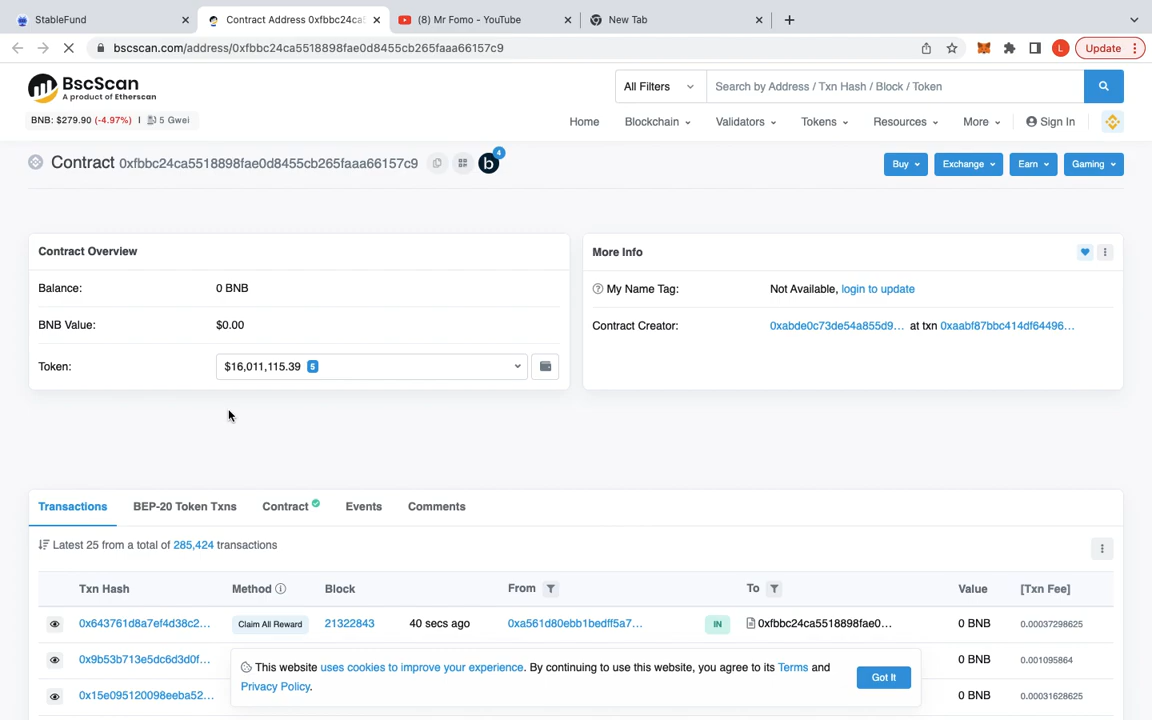 StableFund
Contract Address 0xfbbc24ca5
(8) Mr Fomo - YouTube
New Tab
bscscan.com/address/0xfbbc24ca5518898fae0d8455cb265faaa66157c9
L
Update
BscScan
A product of Etherscan
All Filters
Search by Address / Txn Hash / Block / Token
BNB: $279.90 (-4.97%) | 5 Gwei
Home
Blockchain
Validators
Tokens
Resources
More
Sign In
Contract 0xfbbc24ca5518898fae0d8455cb265faaa66157c9
b
4
Buy
Exchange
Earn
Gaming
Contract Overview
Balance: 0 BNB
BNB Value: $0.00
Token: $16,011,115.39 5
More Info
My Name Tag: Not Available, login to update
Contract Creator: 0xabde0c73de54a855d9... at txn 0xaabf87bbc414df64496...
Transactions
BEP-20 Token Txns
Contract
Events
Comments
Latest 25 from a total of 285,424 transactions
Txn Hash Method Block From To Value [Txn Fee]
0x643761d8a7ef4d38c2... Claim All Reward 21322843 40 secs ago 0xa561d80ebb1bedff5a7... IN 0xfbbc24ca5518898fae0... 0 BNB 0.00037298625
0x9b53b713e5dc6d3d0f... 0 BNB 0.001095864
0x15e095120098eeba52... 0 BNB 0.00031628625
This website uses cookies to improve your experience. By continuing to use this website, you agree to its Terms and
Privacy Policy.
Got It